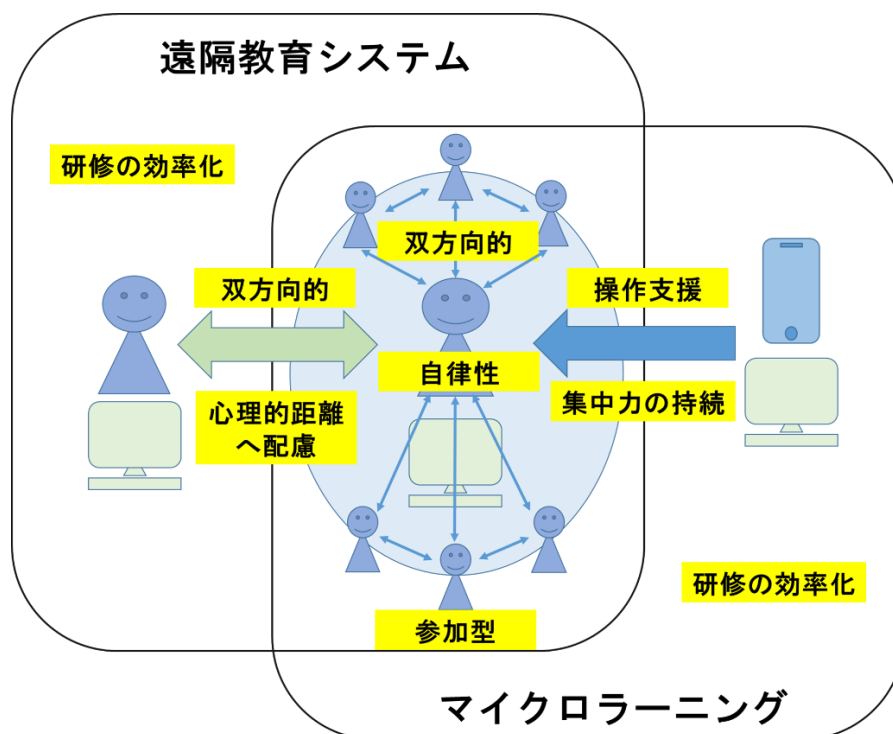 遠隔教育システム
研修の効率化
双方向的
双方向的
操作支援
自律性
心理的距離
へ配慮
集中力の持続
研修の効率化
参加型
マイクロラーニング